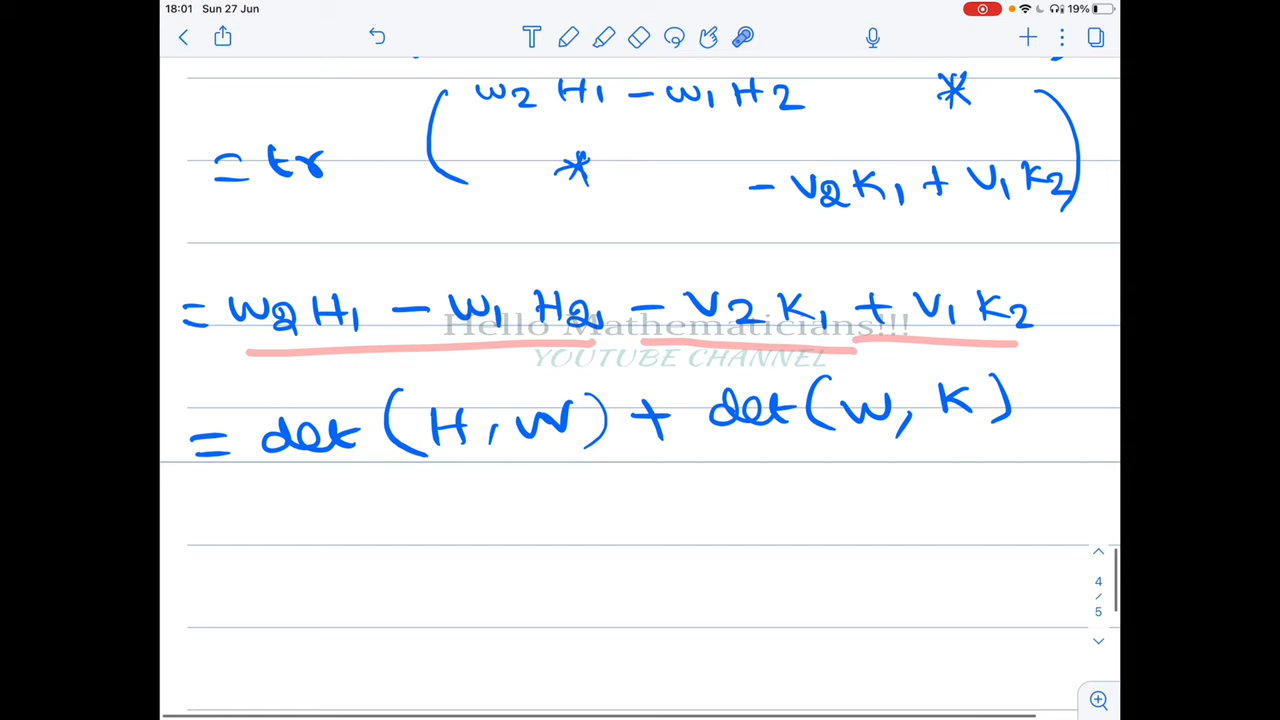 18:01 Sun 27 Jun 19%
w2 H1 - w1 H2 *
= tr
* - v2 k1 + v1 k2
= w2 H1 - w1 H2 - v2 k1 + v1 k2
Hello Mathematicians!!!
YOUTUBE CHANNEL
= det (H, W) + det (W, K)
4
/
5